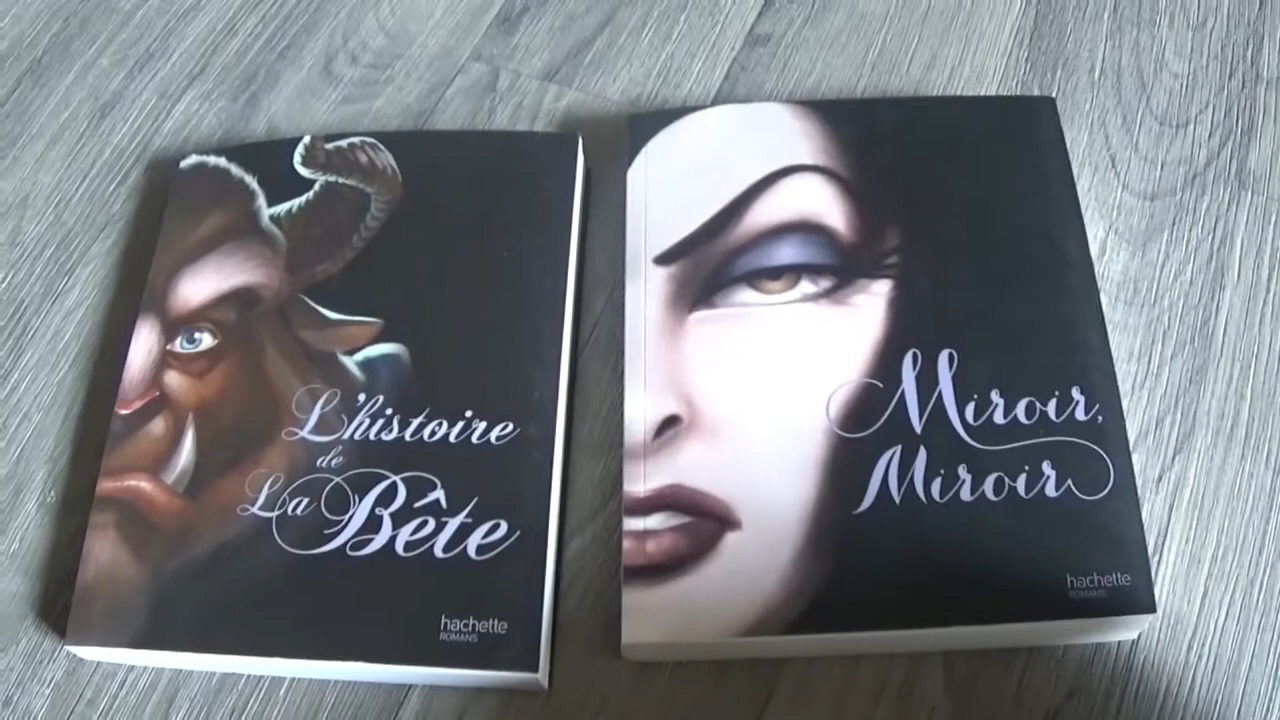 L'histoire
de
La Bête
hachette
ROMANS
Miroir,
Miroir
hachette
ROMANS